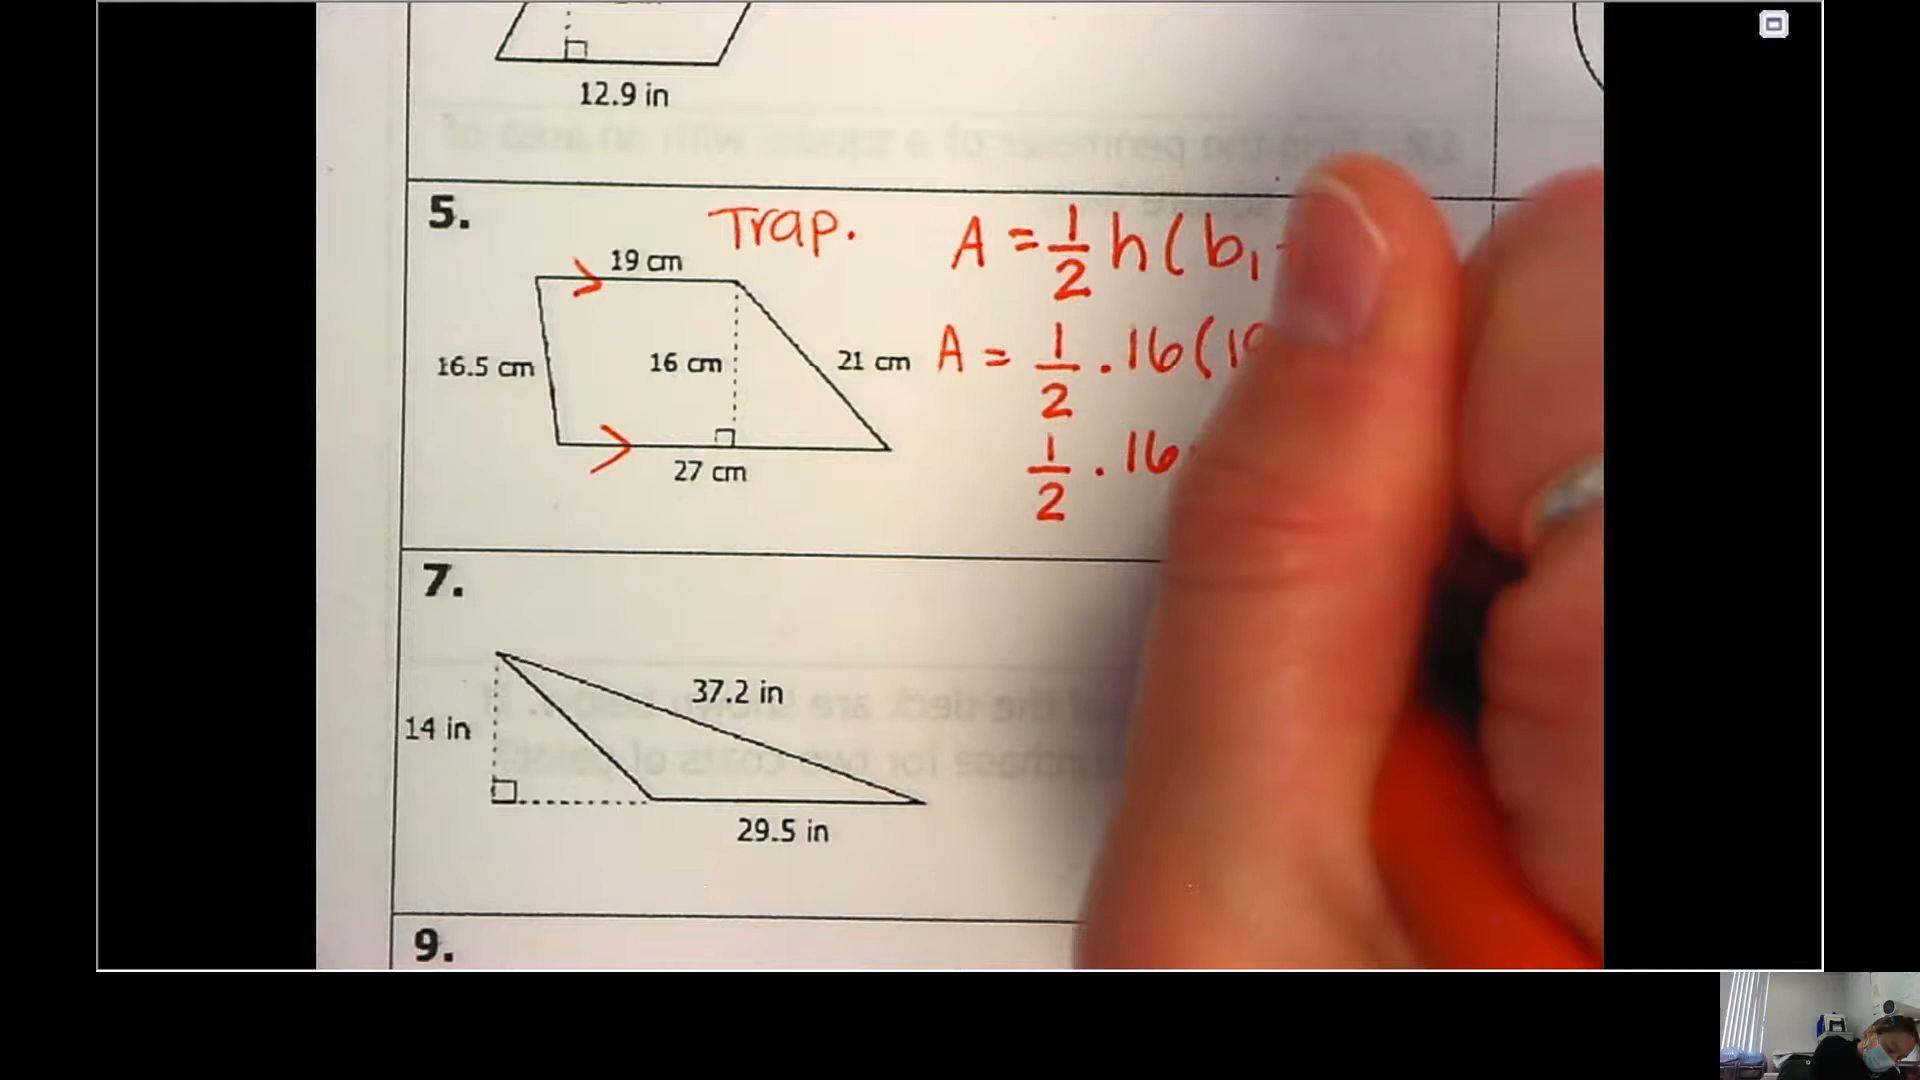 12.9 in
5.
Trap.
A = 1/2 h ( b₁
19 cm
16.5 cm
16 cm
21 cm
A = 1/2 . 16 (
27 cm
1/2 . 16
7.
37.2 in
14 in
29.5 in
9.